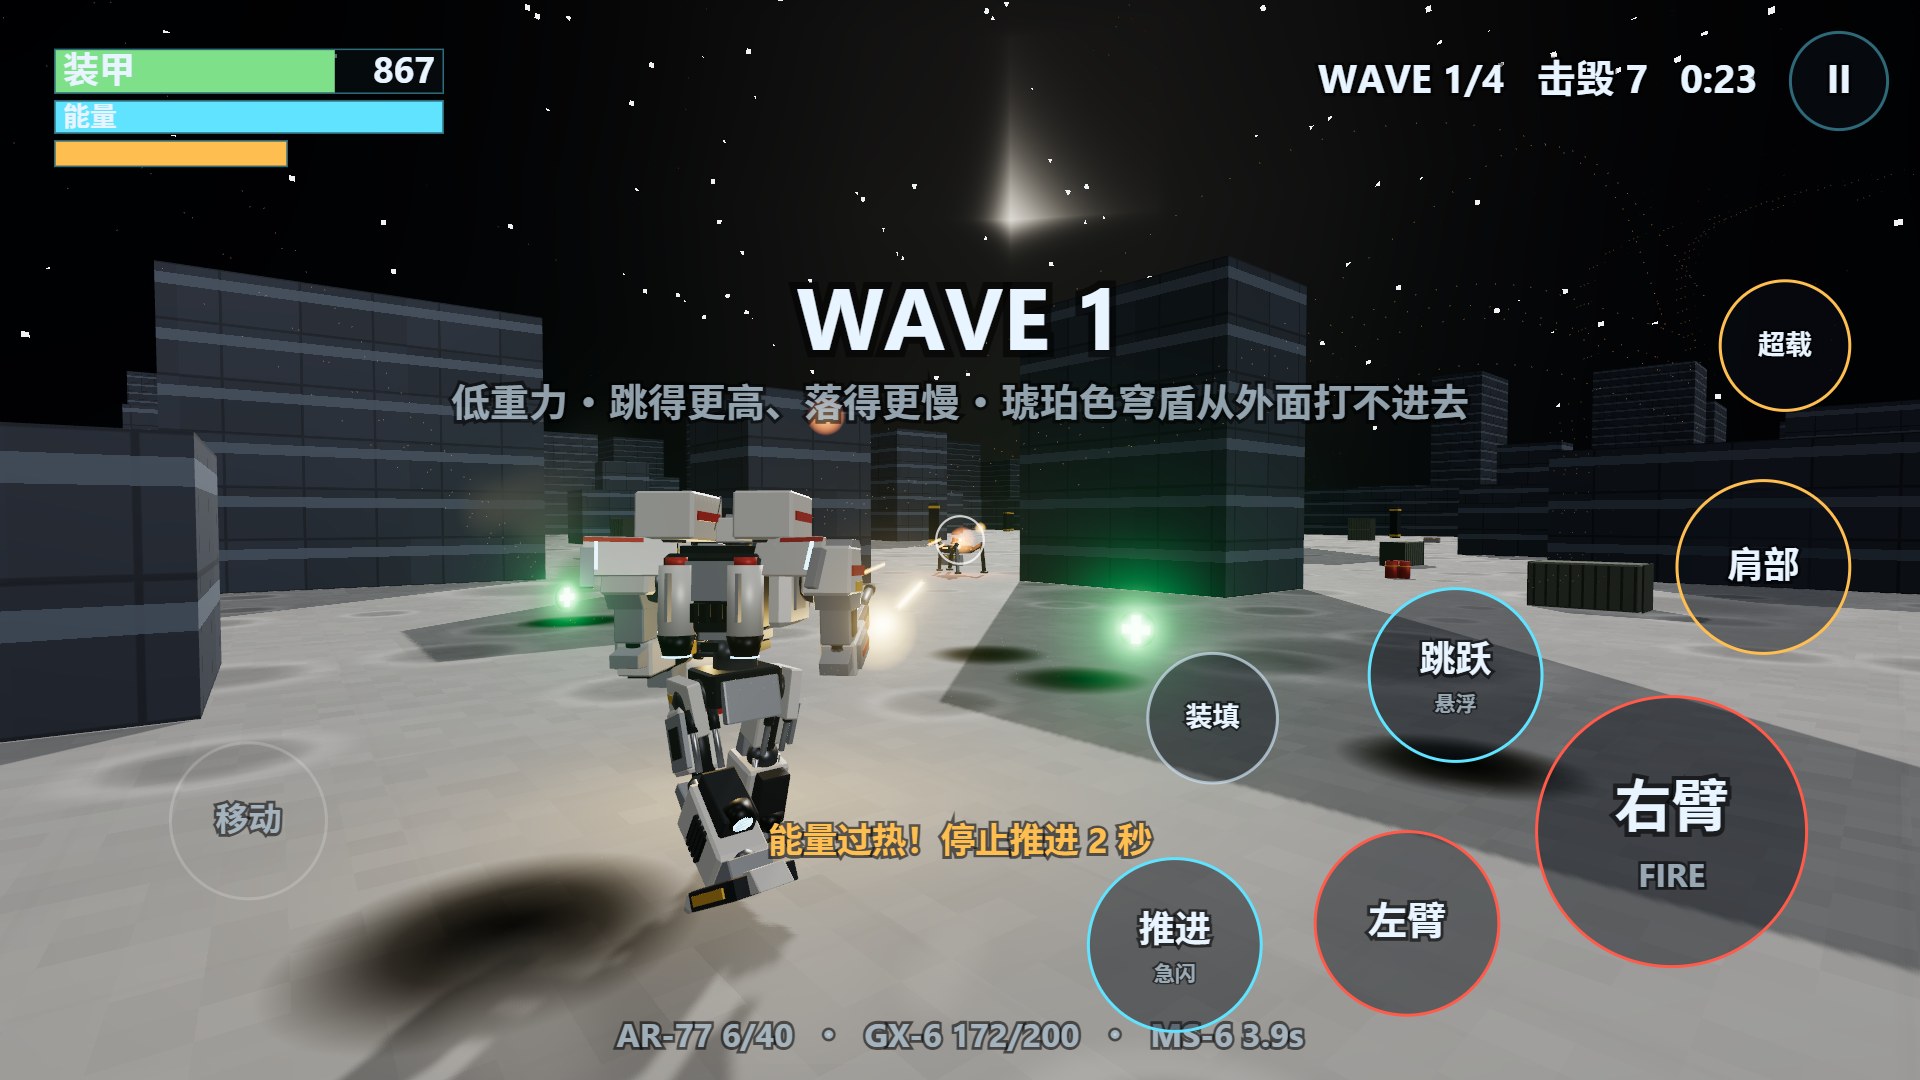 装甲 867
能量
WAVE 1/4 击毁 7 0:23
WAVE 1
低重力·跳得更高、落得更慢·琥珀色穹盾从外面打不进去
超载
肩部
跳跃
悬浮
装填
右臂
FIRE
移动
能量过热！停止推进 2 秒
左臂
推进
急闪
AR-77 6/40 · GX-6 172/200 · MS-6 3.9s